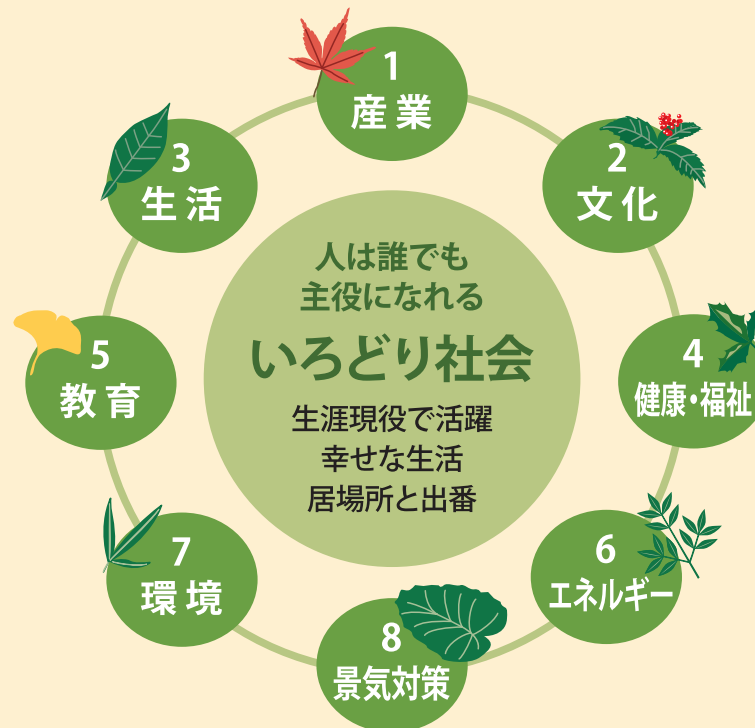 1
産業
2
文化
3
生活
人は誰でも
主役になれる
いろどり社会
生涯現役で活躍
幸せな生活
居場所と出番
4
健康・福祉
5
教育
6
エネルギー
7
環境
8
景気対策